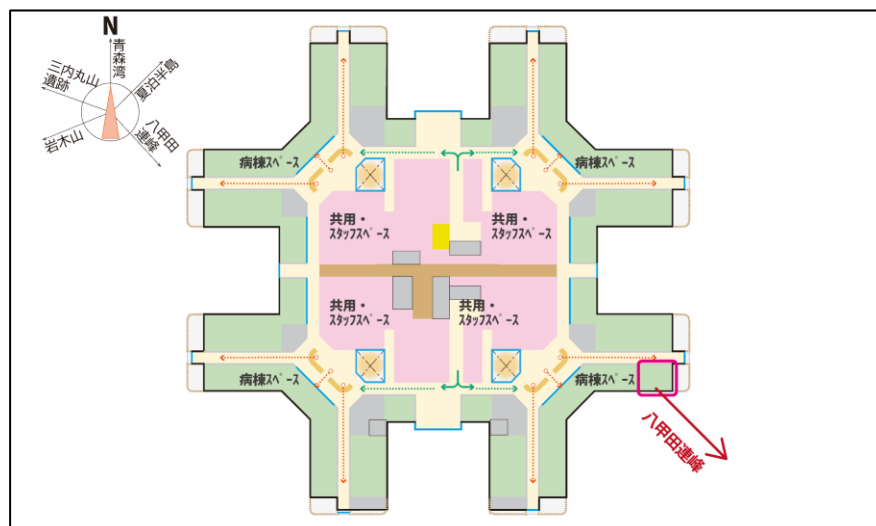 N
青森湾
三内丸山
遺跡
夏泊半島
岩木山
八甲田
連峰
病棟ｽﾍﾟｰｽ
病棟ｽﾍﾟｰｽ
共用・
ｽﾀｯﾌｽﾍﾟｰｽ
共用・
ｽﾀｯﾌｽﾍﾟｰｽ
共用・
ｽﾀｯﾌｽﾍﾟｰｽ
共用・
ｽﾀｯﾌｽﾍﾟｰｽ
病棟ｽﾍﾟｰｽ
病棟ｽﾍﾟｰｽ
八甲田連峰